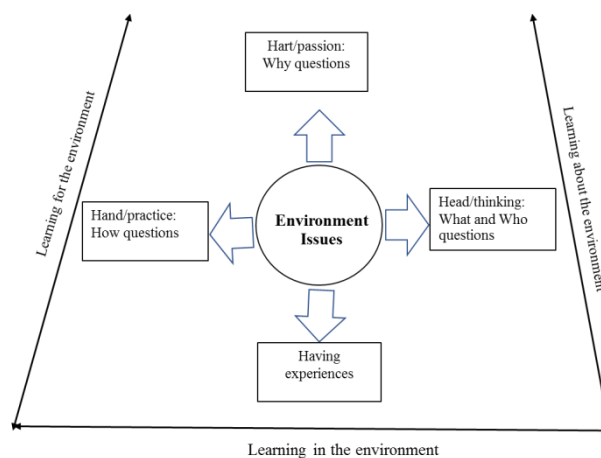 Hart/passion:
Why questions
Learning for the environment
Learning about the environment
Hand/practice:
How questions
Environment
Issues
Head/thinking:
What and Who
questions
Having
experiences
Learning in the environment